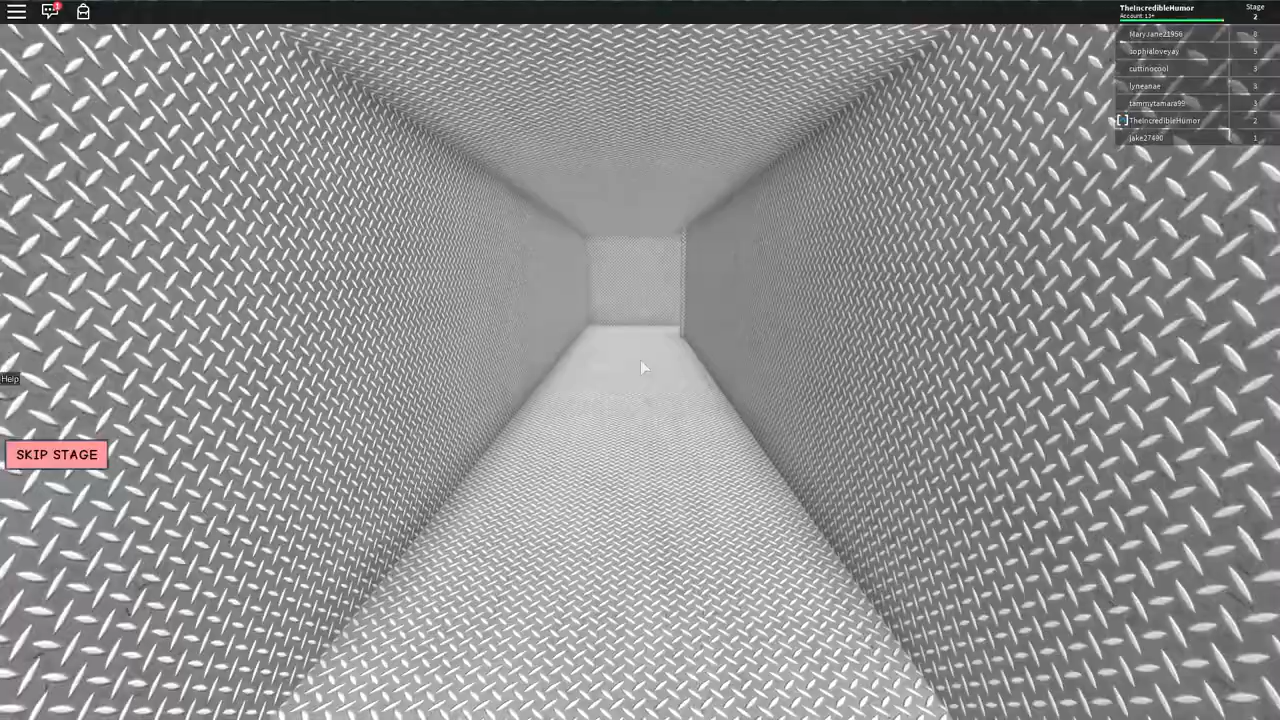 TheIncredibleHumor
Account: 13+
Stage
2
MaryJane21956 8
sophialoveyay 5
cuttinocool 3
lyneanae 3
tammytamara99 3
TheIncredibleHumor 2
jake27490 1
Help
SKIP STAGE